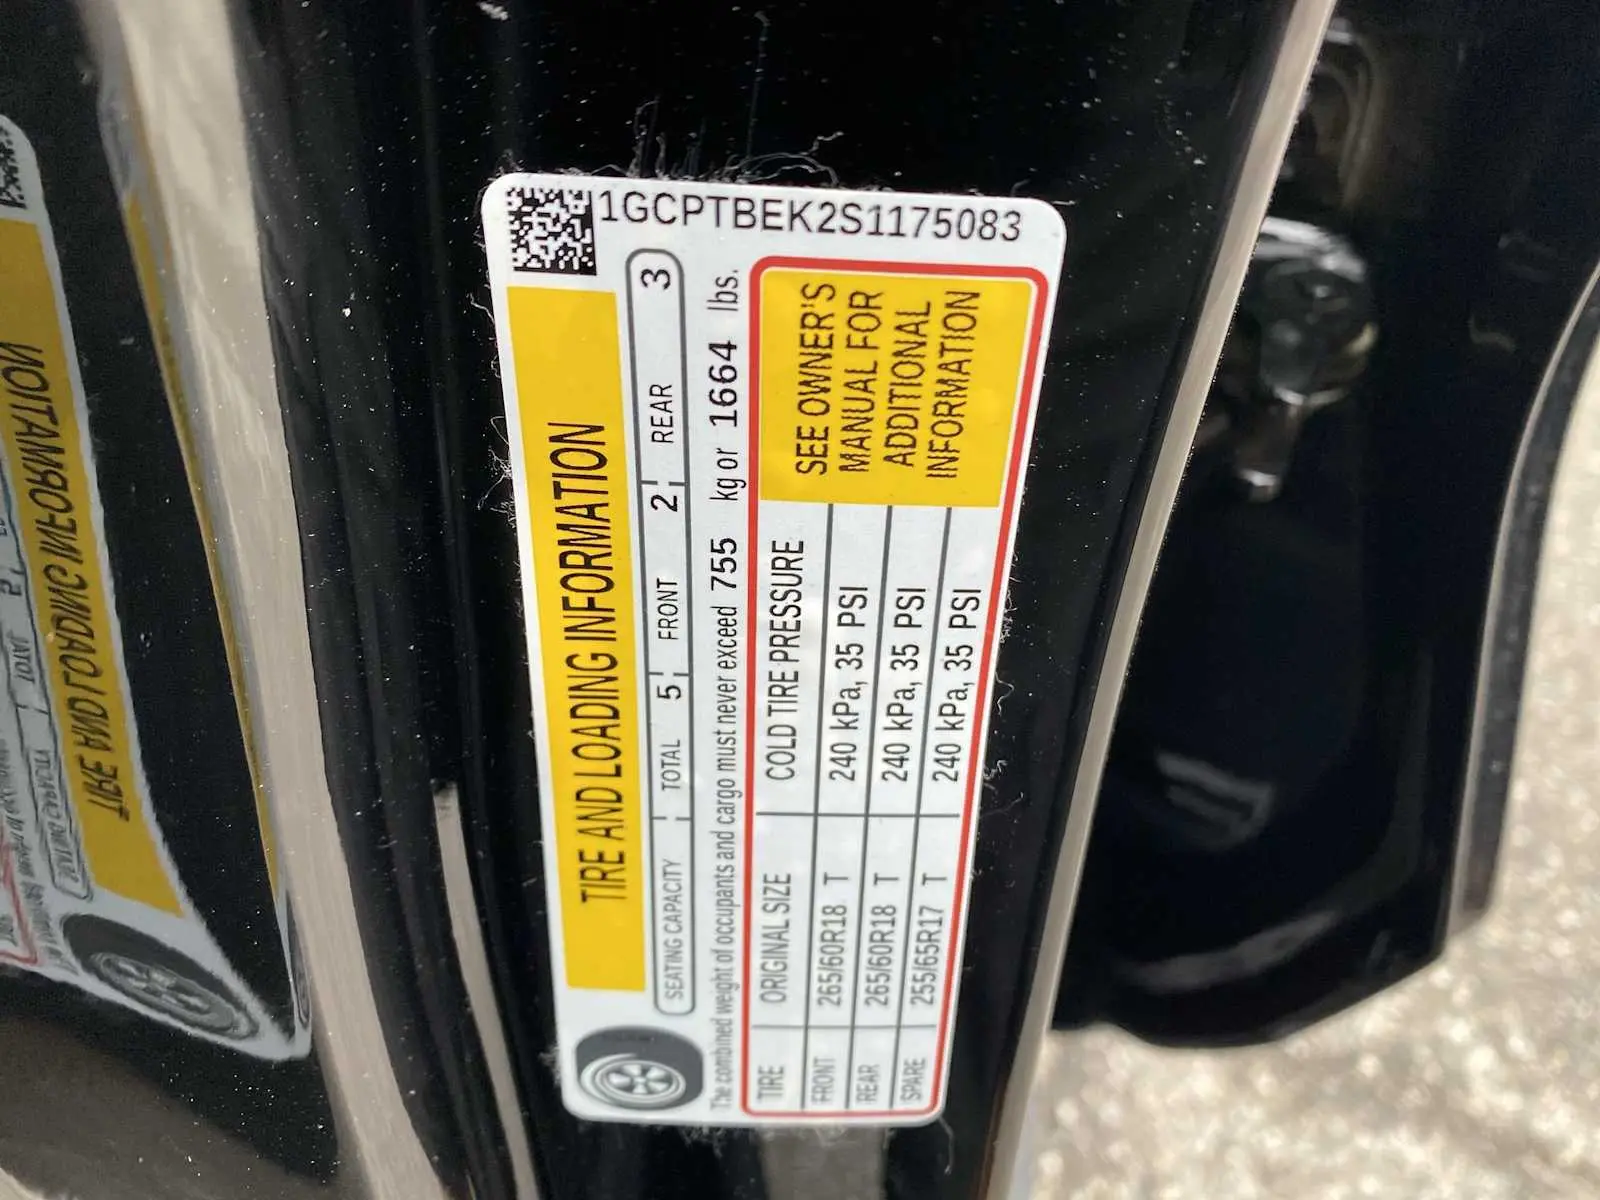 1GCPTBEK2S1175083
TIRE AND LOADING INFORMATION
SEATING CAPACITY TOTAL 5 FRONT 2 REAR 3
The combined weight of occupants and cargo must never exceed 755 kg or 1664 lbs.
TIRE ORIGINAL SIZE COLD TIRE PRESSURE
FRONT 265/60R18 T 240 kPa, 35 PSI
REAR 265/60R18 T 240 kPa, 35 PSI
SPARE 255/65R17 T 240 kPa, 35 PSI
SEE OWNER'S
MANUAL FOR
ADDITIONAL
INFORMATION